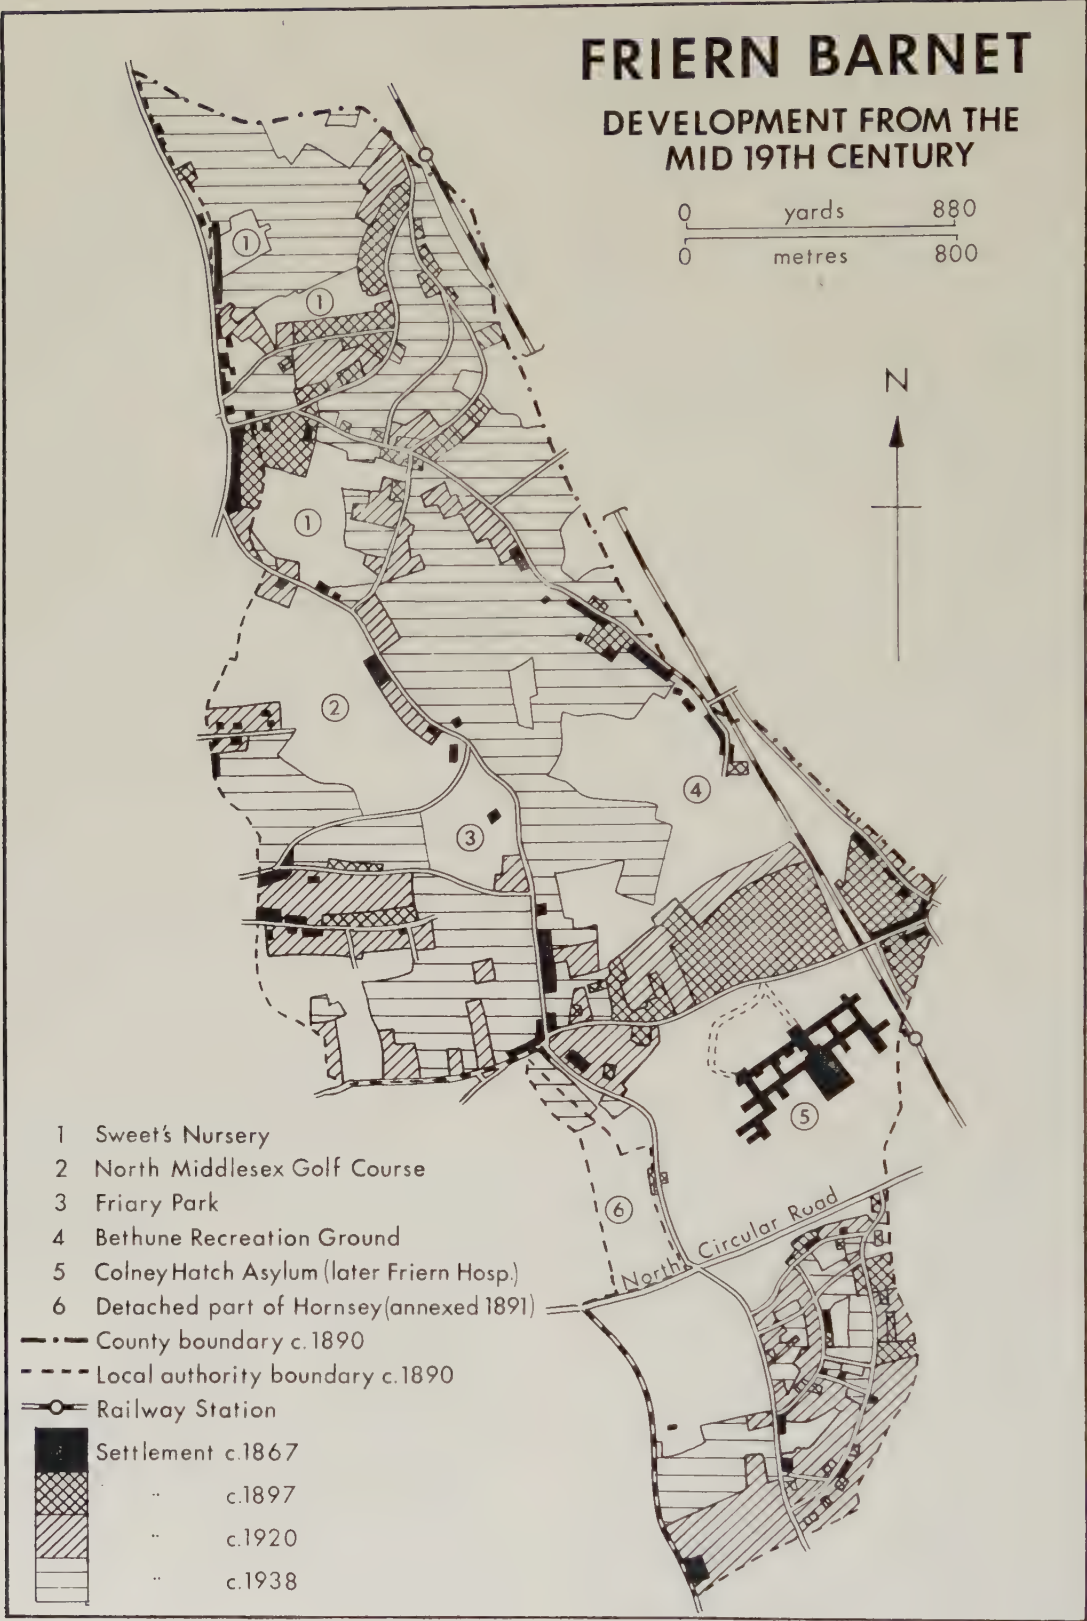 FRIERN BARNET
DEVELOPMENT FROM THE
MID 19TH CENTURY
0 yards 880
0 metres 800
N
1
1
1
2
3
4
5
6
North Circular Road
1 Sweet's Nursery
2 North Middlesex Golf Course
3 Friary Park
4 Bethune Recreation Ground
5 Colney Hatch Asylum (later Friern Hosp.)
6 Detached part of Hornsey (annexed 1891)
County boundary c.1890
Local authority boundary c.1890
Railway Station
Settlement c.1867
" c.1897
" c.1920
" c.1938